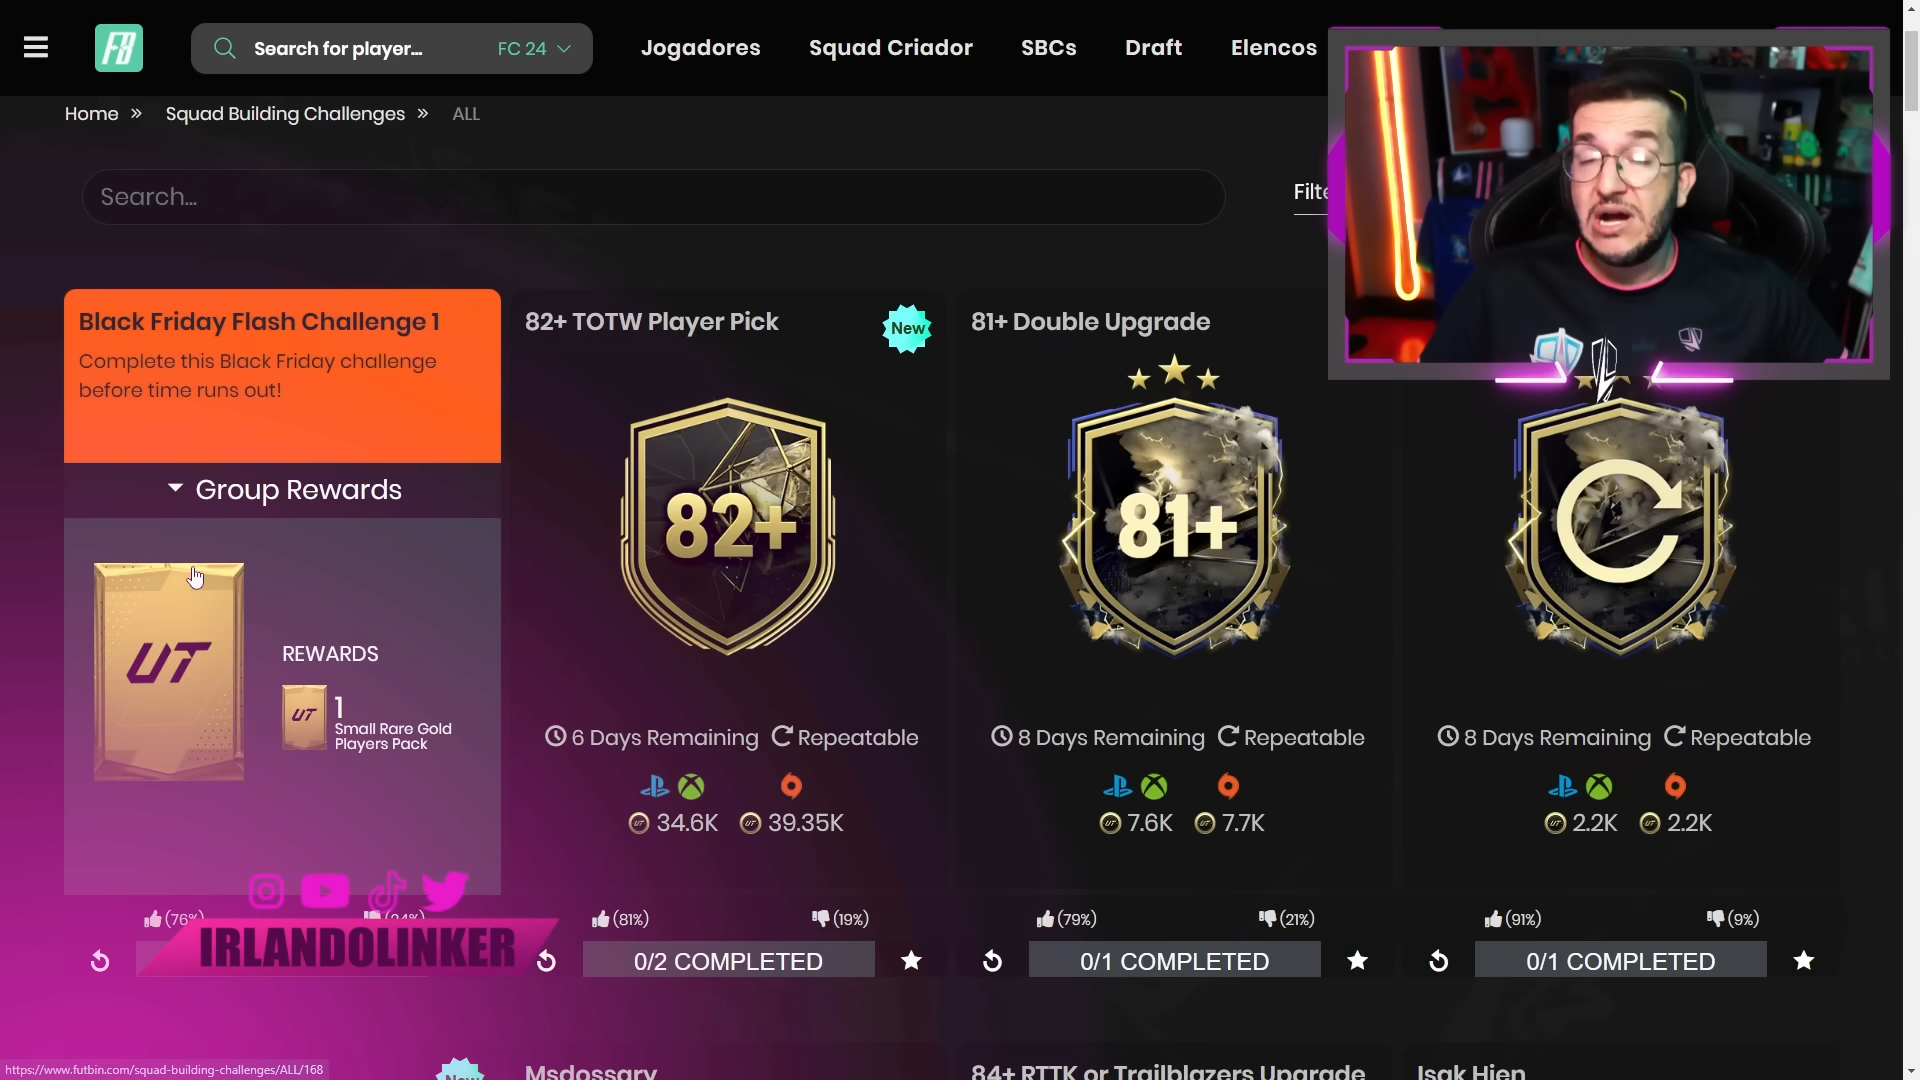 FB
Search for player...
FC 24
Jogadores
Squad Criador
SBCs
Draft
Elencos
Home » Squad Building Challenges » ALL
Search...
Filte
Black Friday Flash Challenge 1
Complete this Black Friday challenge
before time runs out!
Group Rewards
UT
REWARDS
UT
1
Small Rare Gold
Players Pack
(76%)
(24%)
82+ TOTW Player Pick
New
82+
6 Days Remaining
Repeatable
34.6K
39.35K
(81%)
(19%)
0/2 COMPLETED
81+ Double Upgrade
81+
8 Days Remaining
Repeatable
7.6K
7.7K
(79%)
(21%)
0/1 COMPLETED
8 Days Remaining
Repeatable
2.2K
2.2K
(91%)
(9%)
0/1 COMPLETED
IRLANDOLINKER
New
Msdossary
84+ RTTK or Trailblazers Upgrade
Isak Hien
https://www.futbin.com/squad-building-challenges/ALL/168